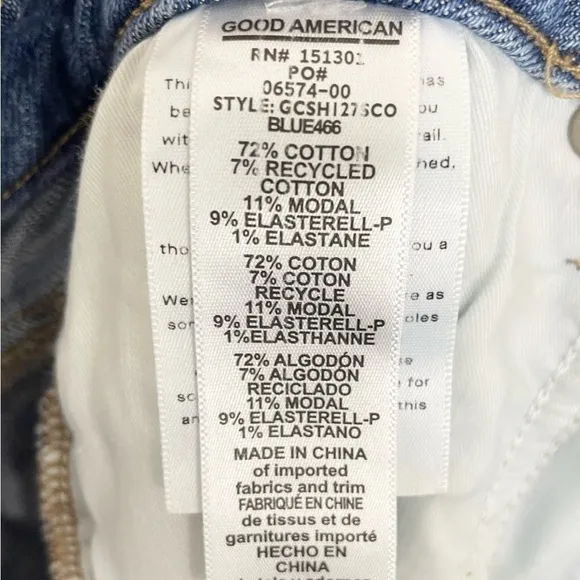 GOOD AMERICAN
RN# 151301
PO#
06574-00
STYLE: GCSH127SCO
BLUE466
72% COTTON
7% RECYCLED
COTTON
11% MODAL
9% ELASTERELL-P
1% ELASTANE
72% COTON
7% COTON
RECYCLE
11% MODAL
9% ELASTERELL-P
1%ELASTHANNE
72% ALGODÓN
7% ALGODÓN
RECICLADO
11% MODAL
9% ELASTERELL-P
1% ELASTANO
MADE IN CHINA
of imported
fabrics and trim
FABRIQUÉ EN CHINE
de tissus et de
garnitures importé
HECHO EN
CHINA